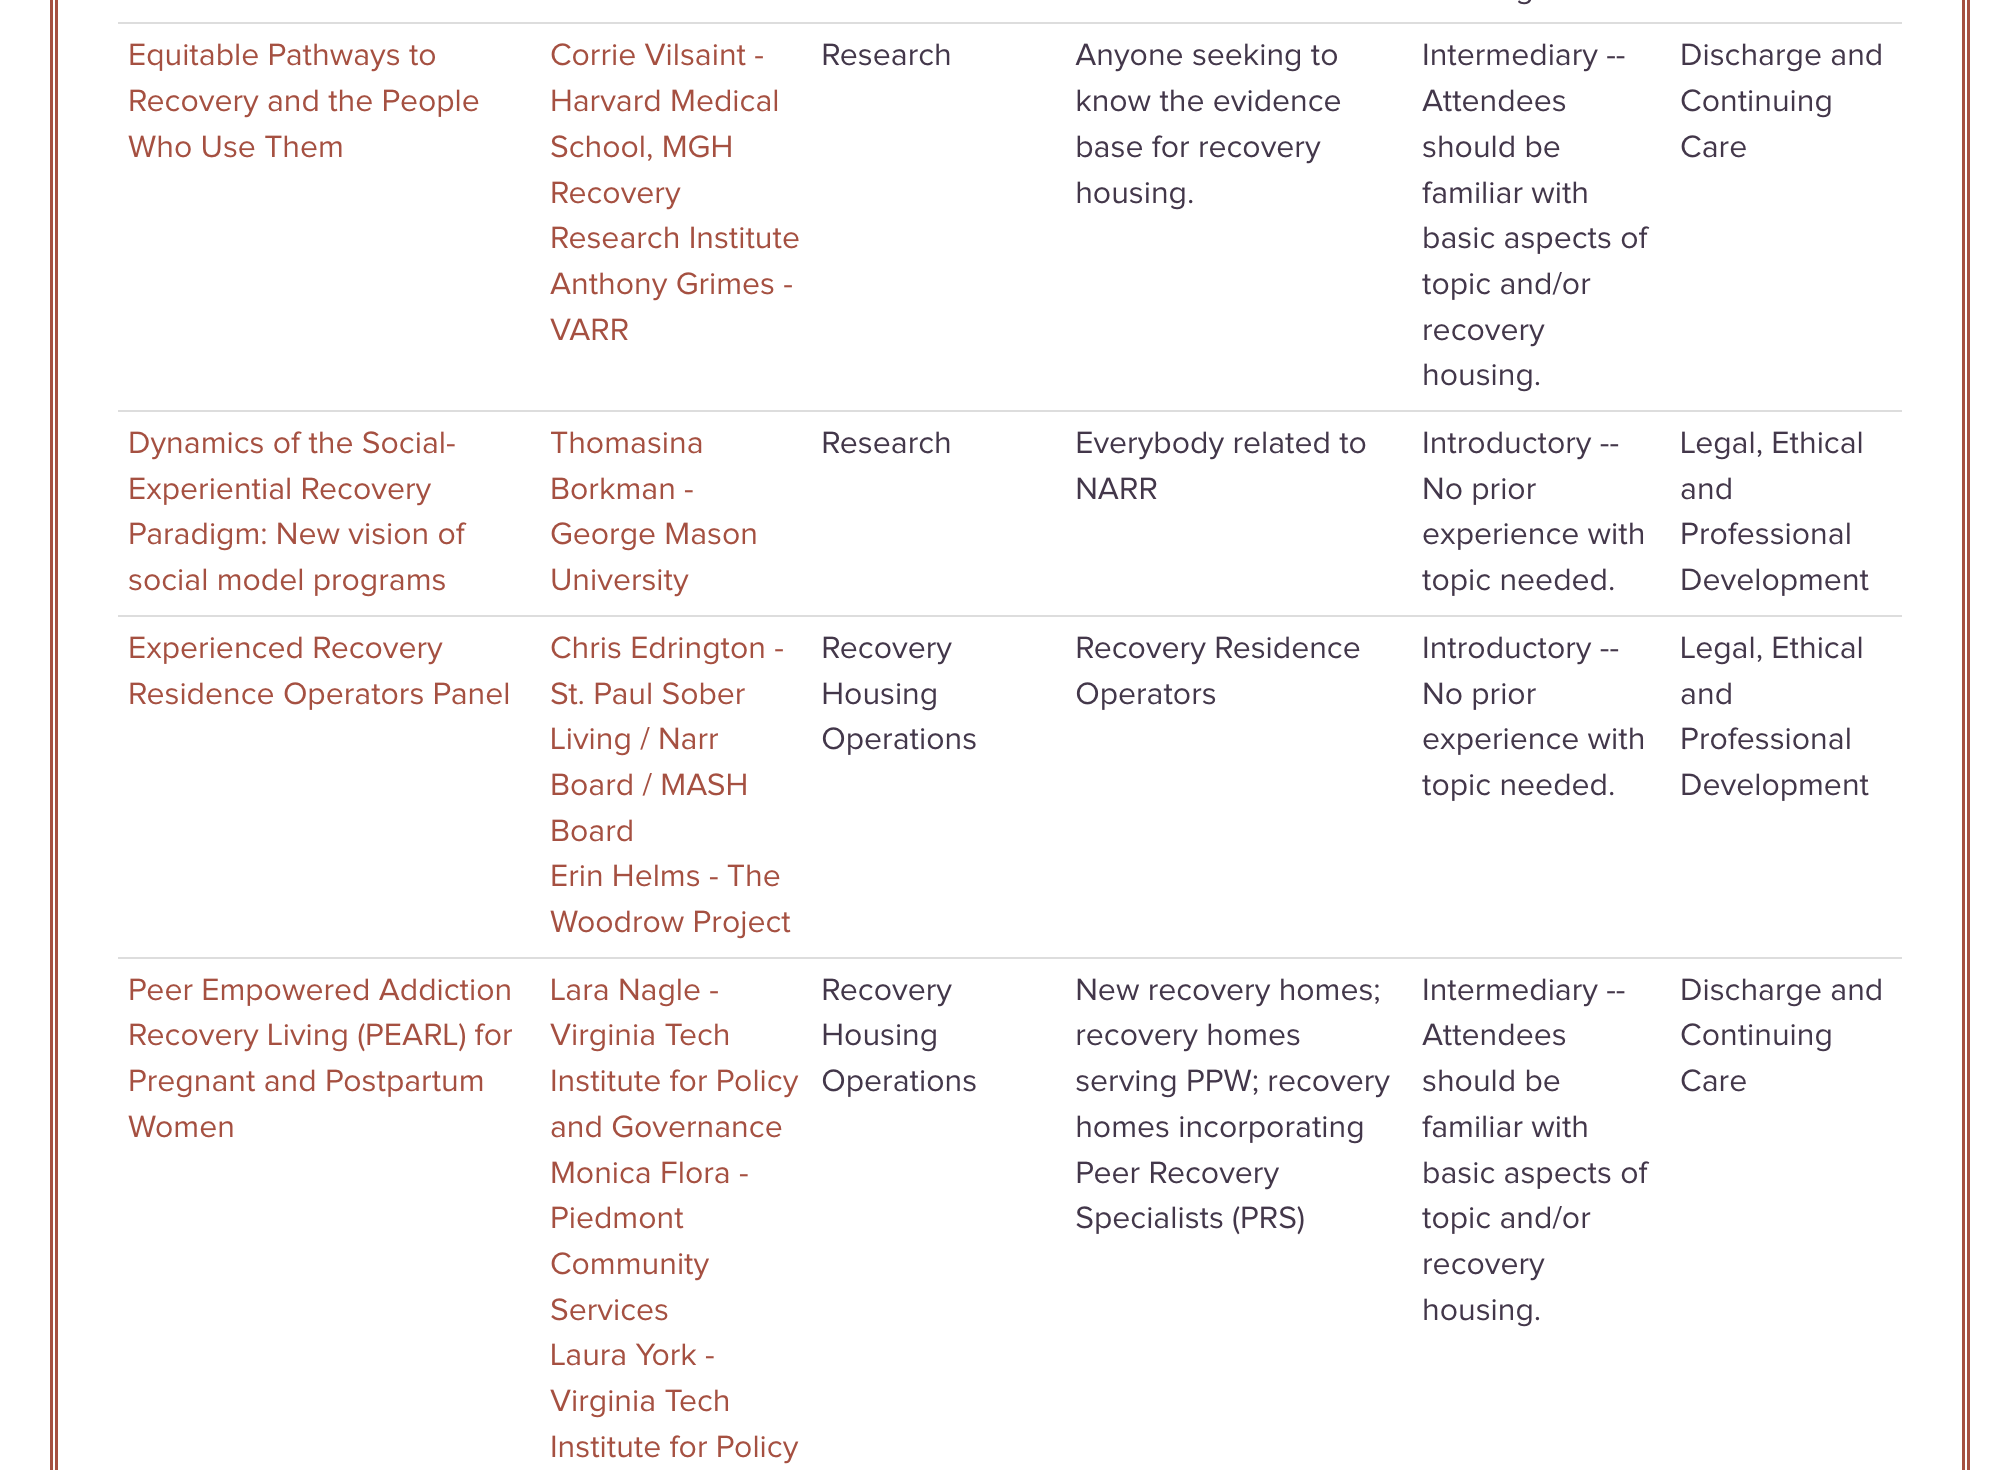 Equitable Pathways to
Recovery and the People
Who Use Them
Corrie Vilsaint -
Harvard Medical
School, MGH
Recovery
Research Institute
Anthony Grimes -
VARR
Research
Anyone seeking to
know the evidence
base for recovery
housing.
Intermediary --
Attendees
should be
familiar with
basic aspects of
topic and/or
recovery
housing.
Discharge and
Continuing
Care
Dynamics of the Social-
Experiential Recovery
Paradigm: New vision of
social model programs
Thomasina
Borkman -
George Mason
University
Research
Everybody related to
NARR
Introductory --
No prior
experience with
topic needed.
Legal, Ethical
and
Professional
Development
Experienced Recovery
Residence Operators Panel
Chris Edrington -
St. Paul Sober
Living / Narr
Board / MASH
Board
Erin Helms - The
Woodrow Project
Recovery
Housing
Operations
Recovery Residence
Operators
Introductory --
No prior
experience with
topic needed.
Legal, Ethical
and
Professional
Development
Peer Empowered Addiction
Recovery Living (PEARL) for
Pregnant and Postpartum
Women
Lara Nagle -
Virginia Tech
Institute for Policy
and Governance
Monica Flora -
Piedmont
Community
Services
Laura York -
Virginia Tech
Institute for Policy
Recovery
Housing
Operations
New recovery homes;
recovery homes
serving PPW; recovery
homes incorporating
Peer Recovery
Specialists (PRS)
Intermediary --
Attendees
should be
familiar with
basic aspects of
topic and/or
recovery
housing.
Discharge and
Continuing
Care